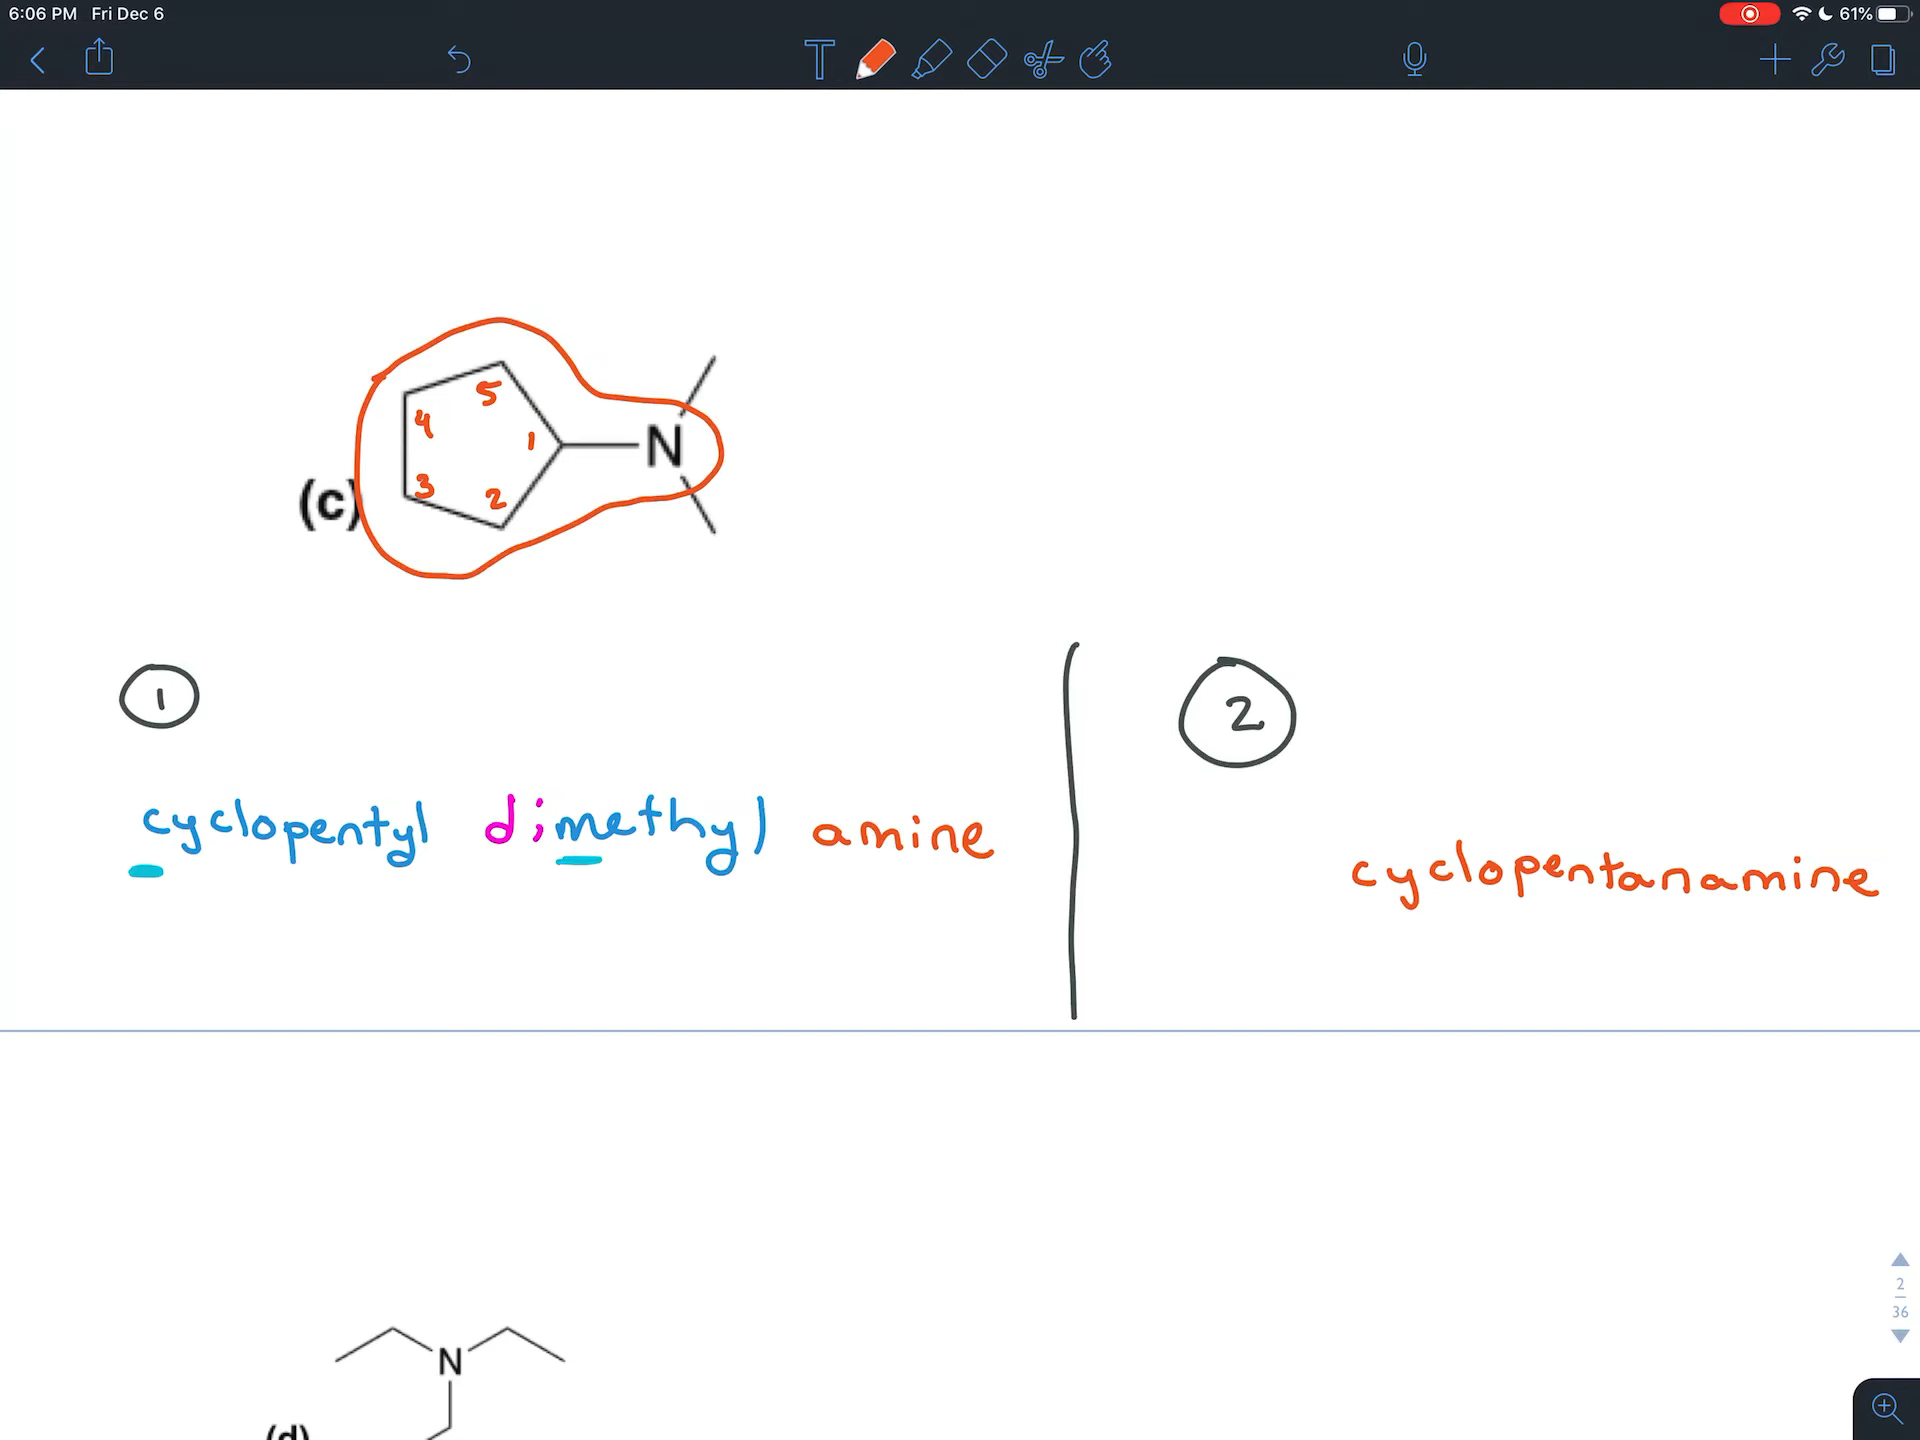 6:06 PM Fri Dec 6
61%
T
5
4
1
N
3
2
(c)
1
2
cyclopentyl dimethyl amine
cyclopentanamine
2
36
N
(d)